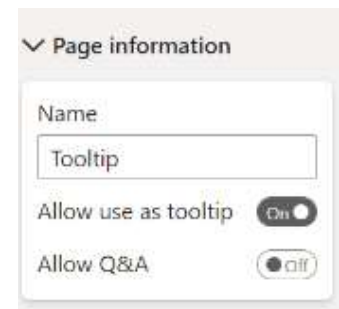 Page information
Name
Tooltip
Allow use as tooltip On
Allow Q&A Off